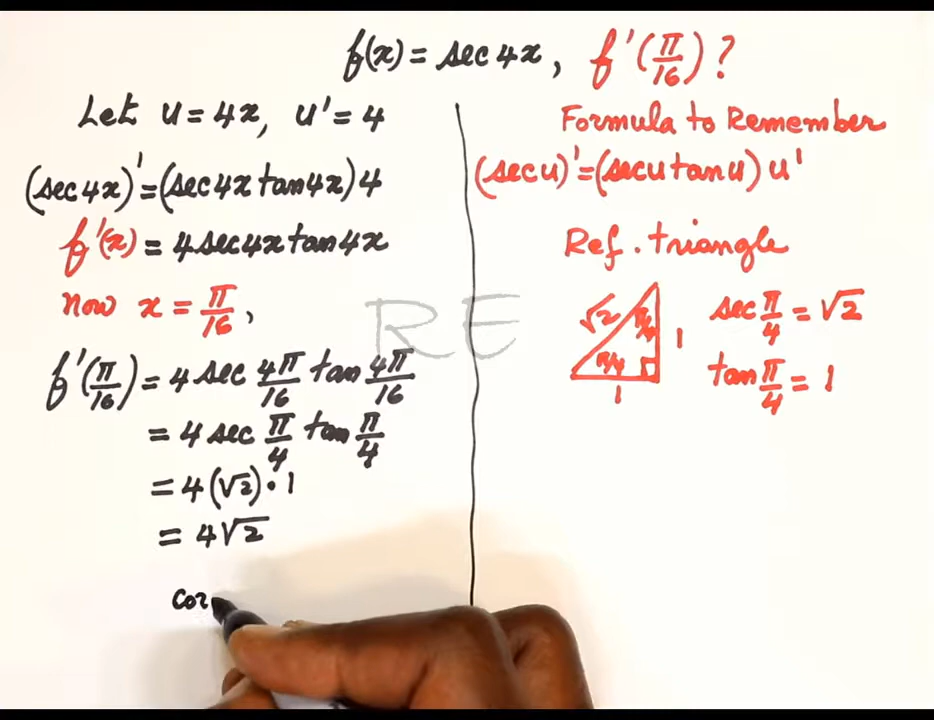 f(x) = sec 4x, f'(π/16)?
Let u = 4x, u' = 4
(sec 4x)' = (sec 4x tan 4x) 4
f'(x) = 4 sec 4x tan 4x
Now x = π/16,
f'(π/16) = 4 sec 4π/16 tan 4π/16
= 4 sec π/4 tan π/4
= 4(√2) · 1
= 4√2
Formula to Remember
(sec u)' = (sec u tan u) u'
Ref. triangle
√2 π/4 1
π/4
1
sec π/4 = √2
tan π/4 = 1
RE